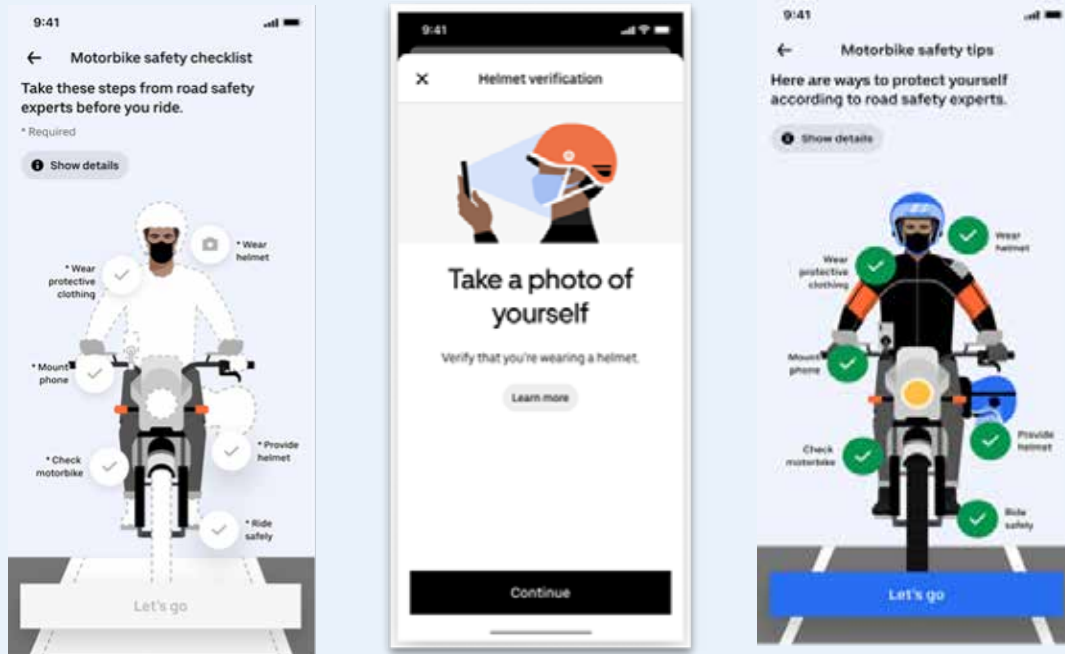 9:41
Motorbike safety checklist
Take these steps from road safety
experts before you ride.
* Required
Show details
* Wear
helmet
* Wear
protective
clothing
* Mount
phone
* Provide
helmet
* Check
motorbike
* Ride
safely
Let's go
9:41
Helmet verification
Take a photo of
yourself
Verify that you're wearing a helmet.
Learn more
Continue
9:41
Motorbike safety tips
Here are ways to protect yourself
according to road safety experts.
Show details
Wear
helmet
Wear
protective
clothing
Mount
phone
Provide
helmet
Check
motorbike
Ride
safely
Let's go